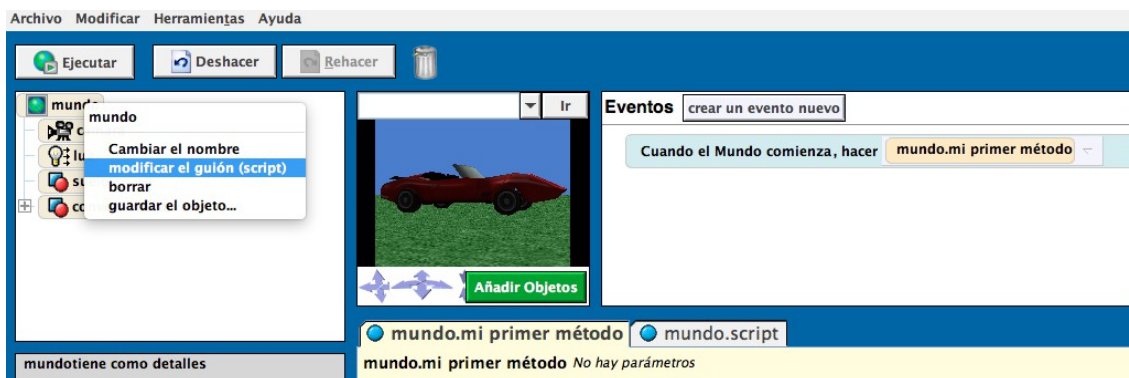 Archivo Modificar Herramientas Ayuda
Ejecutar Deshacer Rehacer
mundo
mundo
Cambiar el nombre
modificar el guión (script)
borrar
guardar el objeto...
Ir
Añadir Objetos
Eventos crear un evento nuevo
Cuando el Mundo comienza, hacer mundo.mi primer método
mundo.mi primer método mundo.script
mundotiene como detalles
mundo.mi primer método No hay parámetros